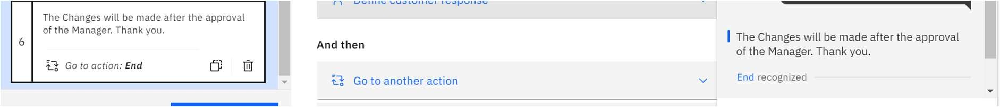 The Changes will be made after the approval
of the Manager. Thank you.
6
Go to action: End
Define customer response
And then
Go to another action
The Changes will be made after the approval
of the Manager. Thank you.
End recognized